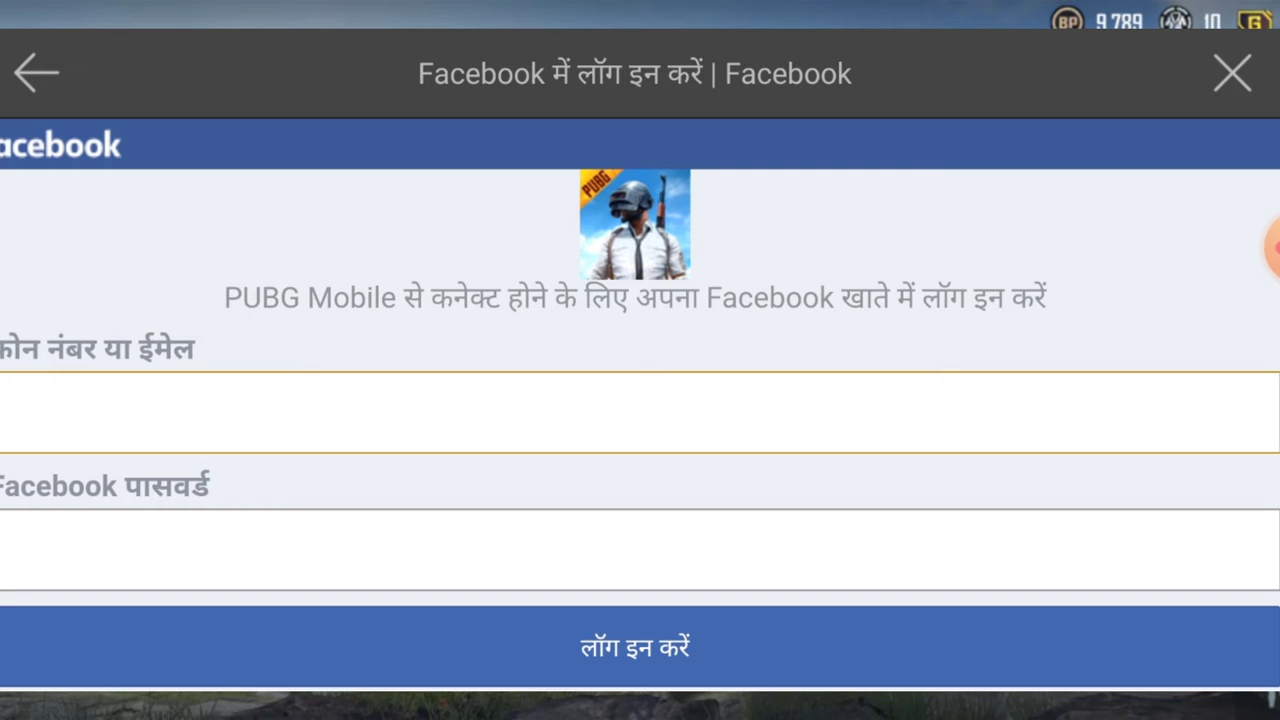 BP 9,789 10 G
Facebook में लॉग इन करें | Facebook
acebook
PUBG
PUBG Mobile से कनेक्ट होने के लिए अपना Facebook खाते में लॉग इन करें
फोन नंबर या ईमेल
Facebook पासवर्ड
लॉग इन करें